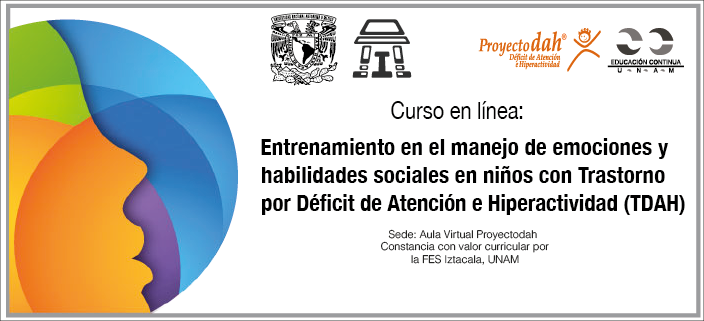 Proyectodah®
Déficit de Atención
e Hiperactividad
EDUCACIÓN CONTINUA
U · N · A · M
Curso en línea:
Entrenamiento en el manejo de emociones y
habilidades sociales en niños con Trastorno
por Déficit de Atención e Hiperactividad (TDAH)
Sede: Aula Virtual Proyectodah
Constancia con valor curricular por
la FES Iztacala, UNAM